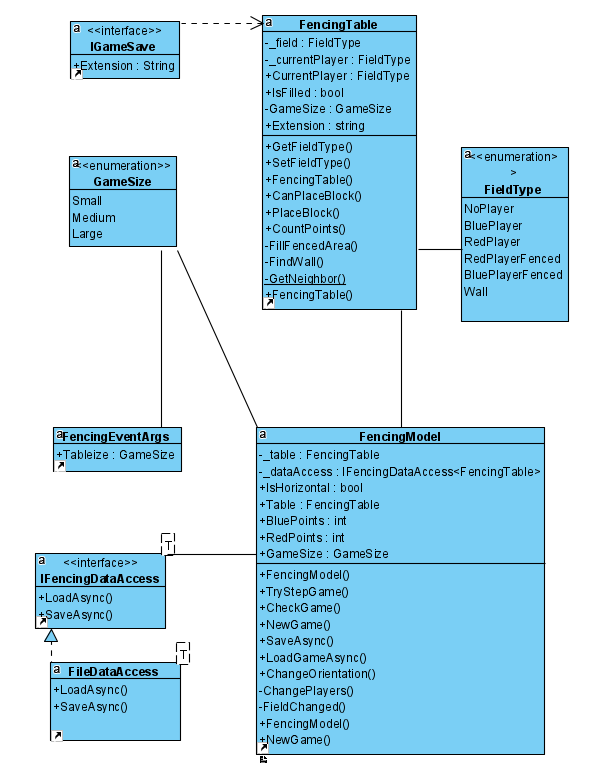 a
<<interface>>
IGameSave
+Extension : String
a
FencingTable
-_field : FieldType
-_currentPlayer : FieldType
+CurrentPlayer : FieldType
+IsFilled : bool
-GameSize : GameSize
+Extension : string
+GetFieldType()
+SetFieldType()
+FencingTable()
+CanPlaceBlock()
+PlaceBlock()
+CountPoints()
-FillFencedArea()
-FindWall()
-GetNeighbor()
+FencingTable()
a
<<enumeration>>
GameSize
Small
Medium
Large
a
<<enumeration>
>
FieldType
NoPlayer
BluePlayer
RedPlayer
RedPlayerFenced
BluePlayerFenced
Wall
a
FencingEventArgs
+Tableize : GameSize
a
FencingModel
-_table : FencingTable
-_dataAccess : IFencingDataAccess<FencingTable>
+IsHorizontal : bool
+Table : FencingTable
+BluePoints : int
+RedPoints : int
+GameSize : GameSize
+FencingModel()
+TryStepGame()
+CheckGame()
+NewGame()
+SaveAsync()
+LoadGameAsync()
+ChangeOrientation()
-ChangePlayers()
-FieldChanged()
+FencingModel()
+NewGame()
T
a
<<interface>>
IFencingDataAccess
+LoadAsync()
+SaveAsync()
T
a
FileDataAccess
+LoadAsync()
+SaveAsync()